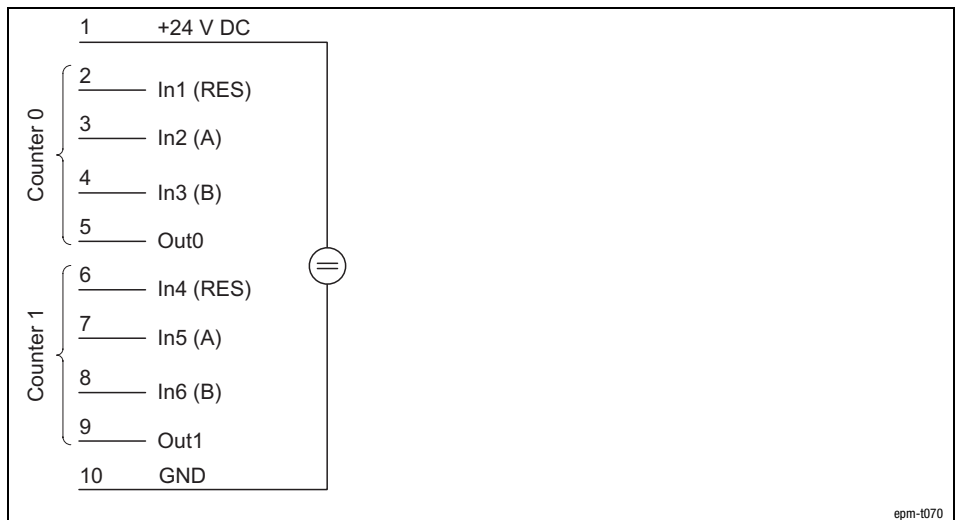 1 +24 V DC
Counter 0
2 In1 (RES)
3 In2 (A)
4 In3 (B)
5 Out0
Counter 1
6 In4 (RES)
7 In5 (A)
8 In6 (B)
9 Out1
10 GND
epm-t070